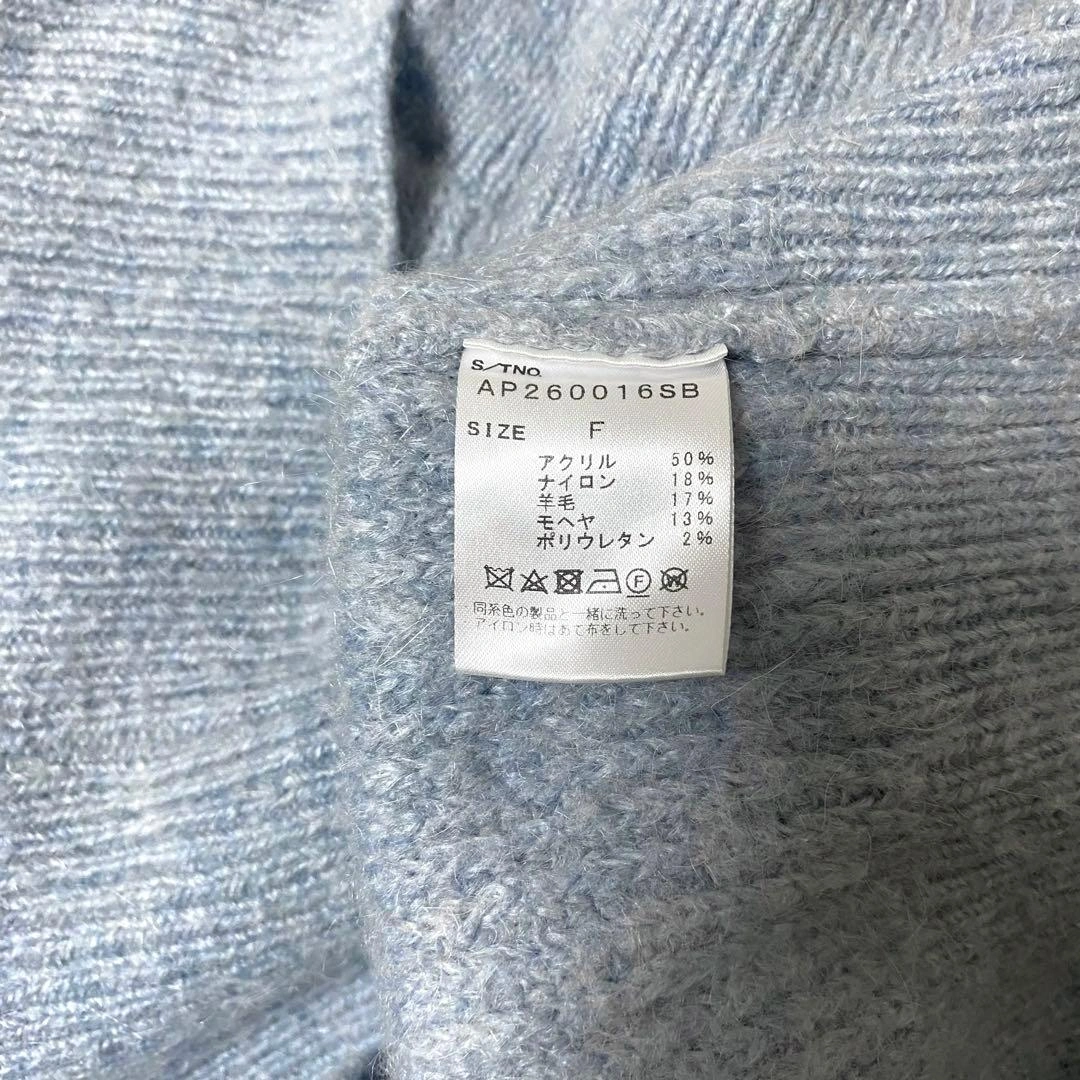 S/TNO.
AP260016SB
SIZE F
アクリル 50%
ナイロン 18%
羊毛 17%
モヘヤ 13%
ポリウレタン 2%
同系色の製品と一緒に洗って下さい。
アイロン時はあて布をして下さい。